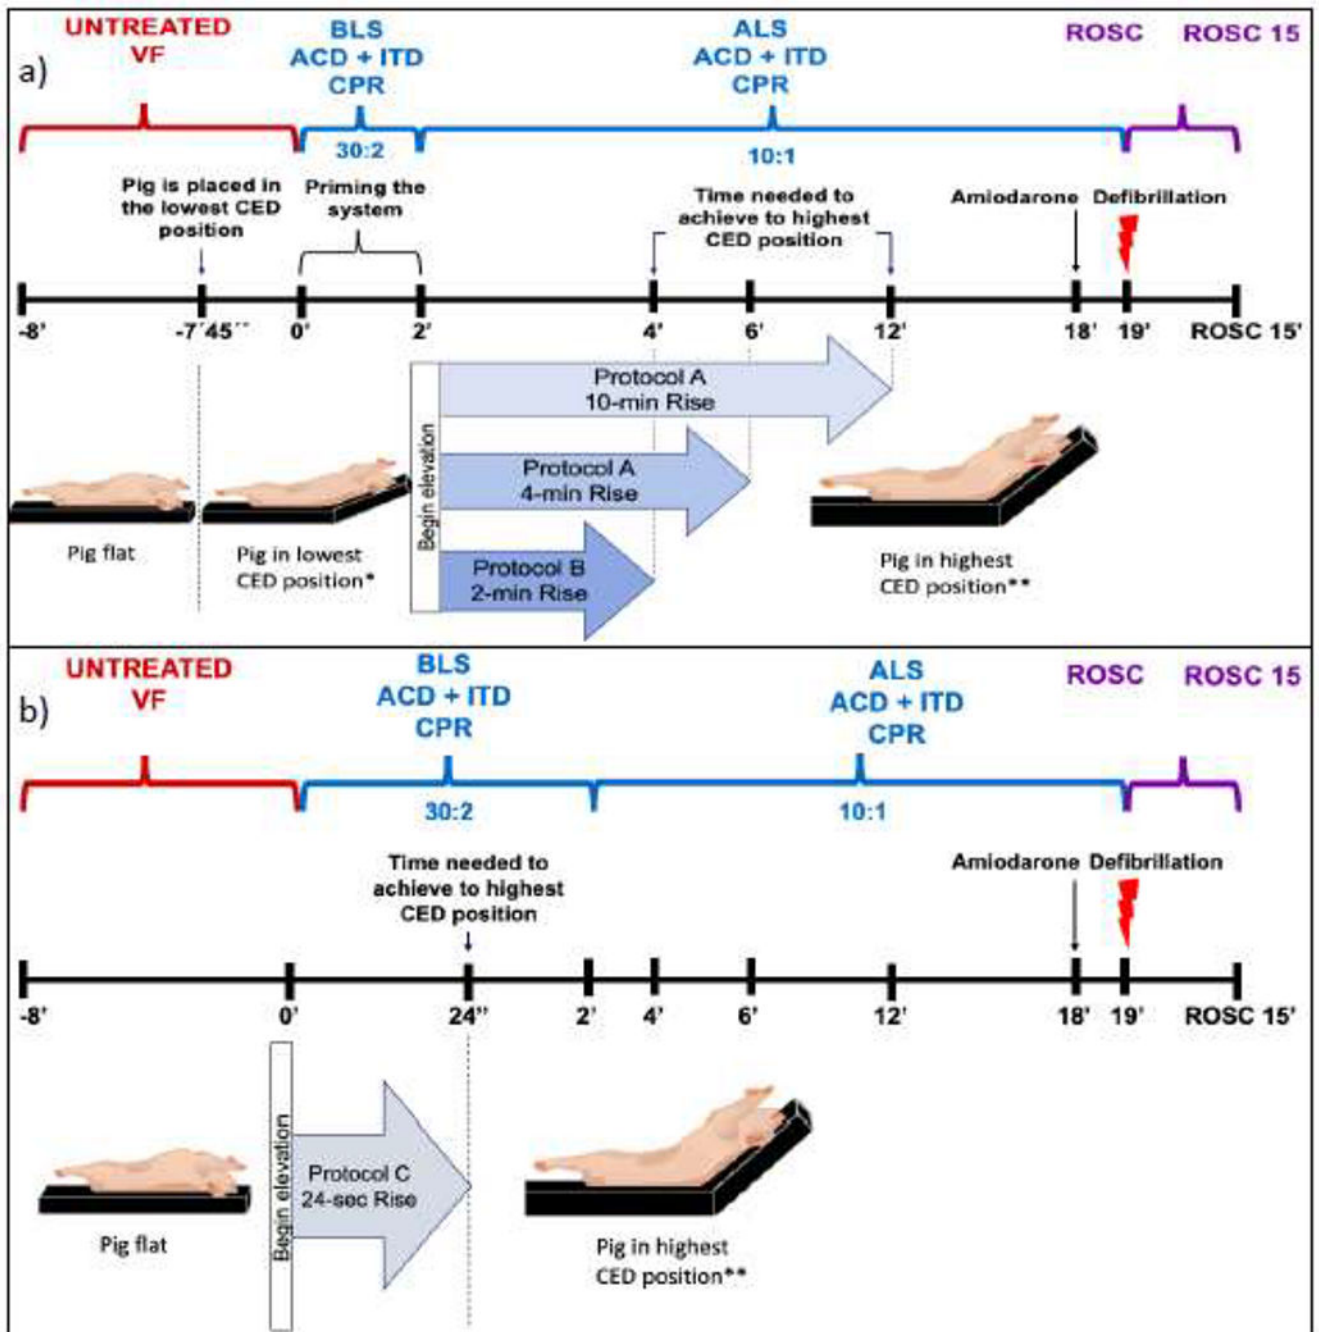 a)
UNTREATED
VF
BLS
ACD + ITD
CPR
30:2
ALS
ACD + ITD
CPR
10:1
ROSC
ROSC 15
Pig is placed in
the lowest CED
position
Priming the
system
Time needed to
achieve to highest
CED position
Amiodarone
Defibrillation
-8'
-7'45´´
0'
2'
4'
6'
12'
18'
19'
ROSC 15'
Begin elevation
Protocol A
10-min Rise
Protocol A
4-min Rise
Protocol B
2-min Rise
Pig flat
Pig in lowest
CED position*
Pig in highest
CED position**
b)
UNTREATED
VF
BLS
ACD + ITD
CPR
30:2
ALS
ACD + ITD
CPR
10:1
ROSC
ROSC 15
Time needed to
achieve to highest
CED position
Amiodarone
Defibrillation
-8'
0'
24''
2'
4'
6'
12'
18'
19'
ROSC 15'
Begin elevation
Protocol C
24-sec Rise
Pig flat
Pig in highest
CED position**